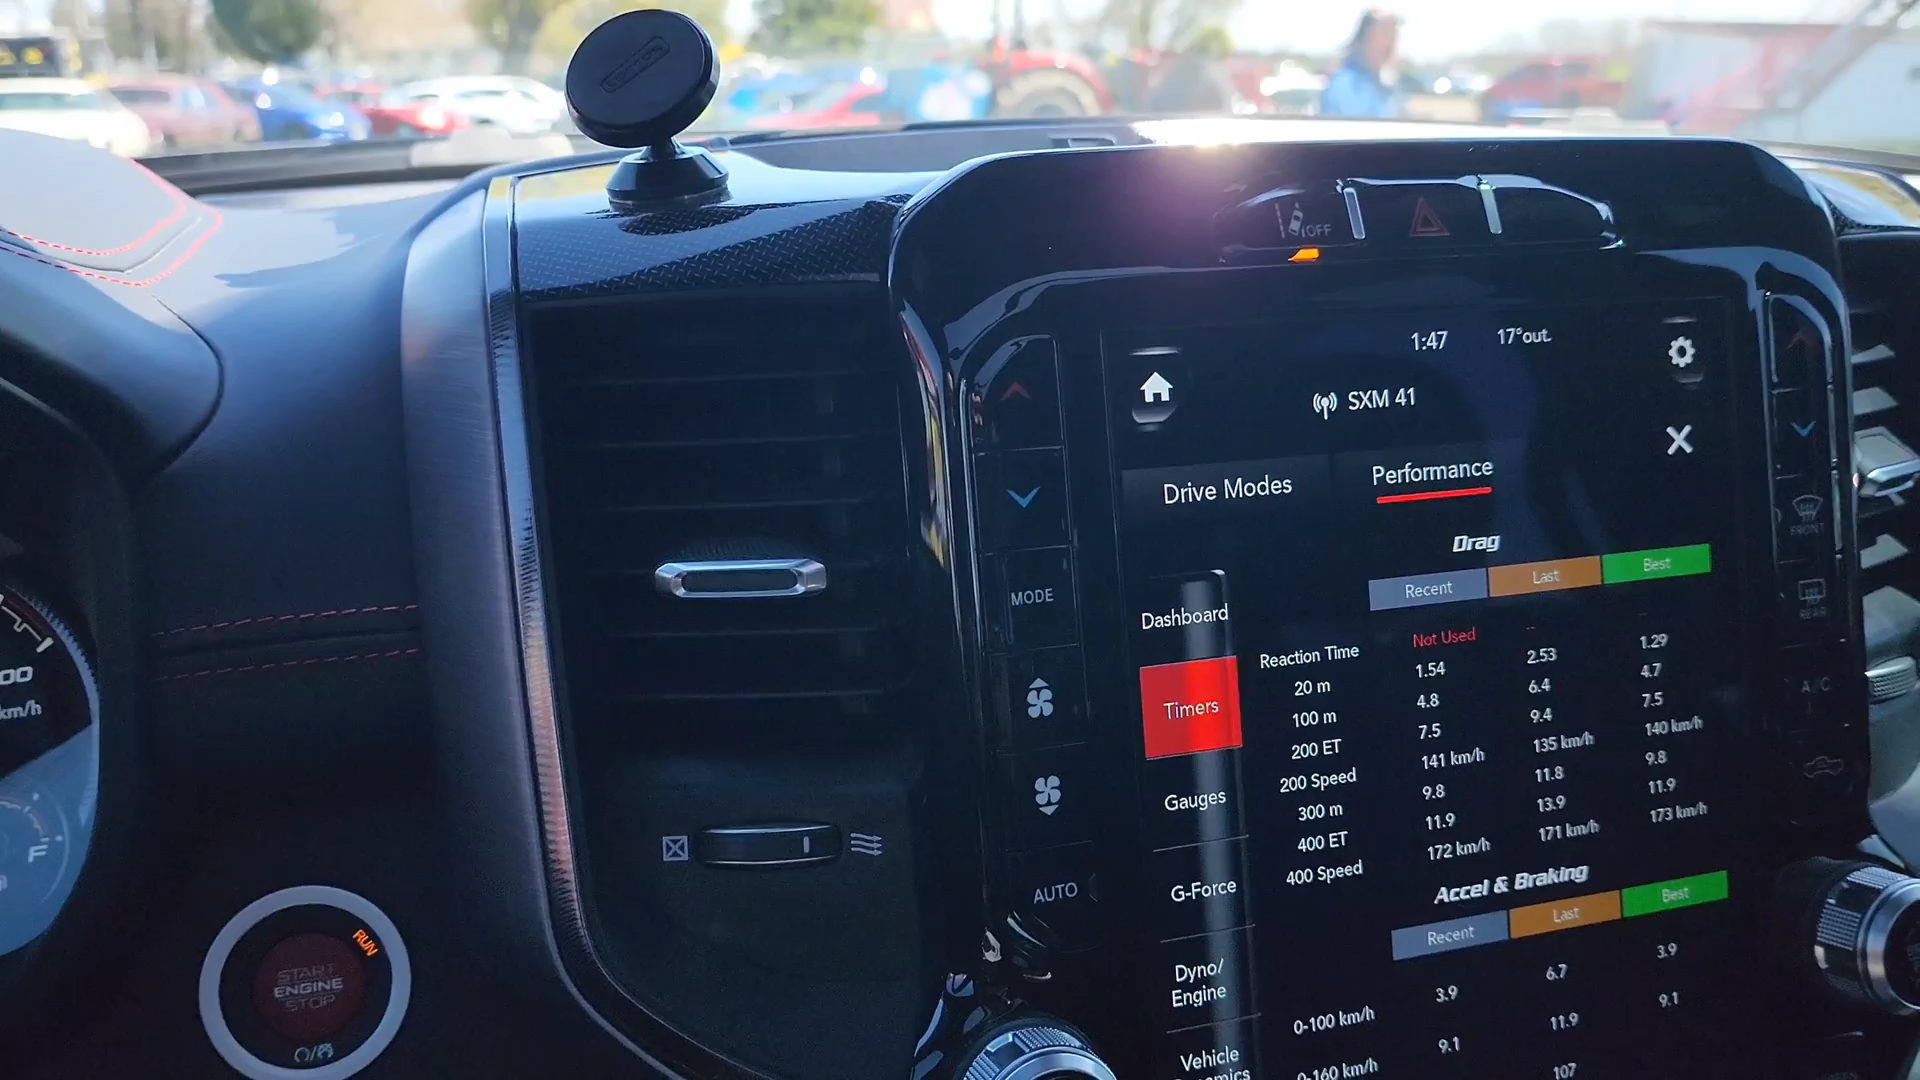 OFF
1:47 17°out.
SXM 41
Drive Modes Performance
Drag
Recent Last Best
Dashboard
Timers
Gauges
G-Force
Dyno/
Engine
Vehicle
Reaction Time Not Used --
20 m 1.54 2.53 1.29
100 m 4.8 6.4 4.7
200 ET 7.5 9.4 7.5
200 Speed 141 km/h 135 km/h 140 km/h
300 m 9.8 11.8 9.8
400 ET 11.9 13.9 11.9
400 Speed 172 km/h 171 km/h 173 km/h
Accel & Braking
Recent Last Best
0-100 km/h 3.9 6.7 3.9
0-160 km/h 9.1 11.9 9.1
107
MODE
AUTO
FRONT
REAR
A/C
km/h
F
RUN
START
ENGINE
STOP